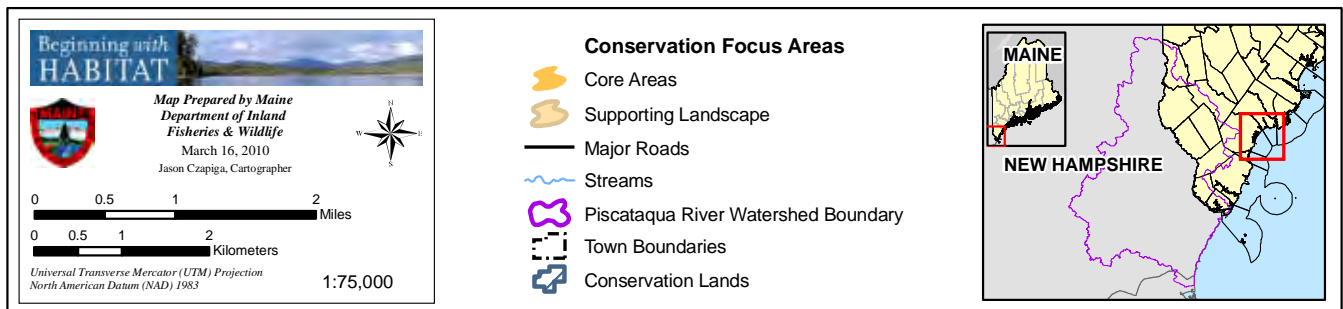 Beginning with
HABITAT
MAINE
Map Prepared by Maine
Department of Inland
Fisheries & Wildlife
March 16, 2010
Jason Czapiga, Cartographer
N
W E
S
0 0.5 1 2
Miles
0 0.5 1 2
Kilometers
Universal Transverse Mercator (UTM) Projection
North American Datum (NAD) 1983
1:75,000
Conservation Focus Areas
Core Areas
Supporting Landscape
Major Roads
Streams
Piscataqua River Watershed Boundary
Town Boundaries
Conservation Lands
MAINE
NEW HAMPSHIRE